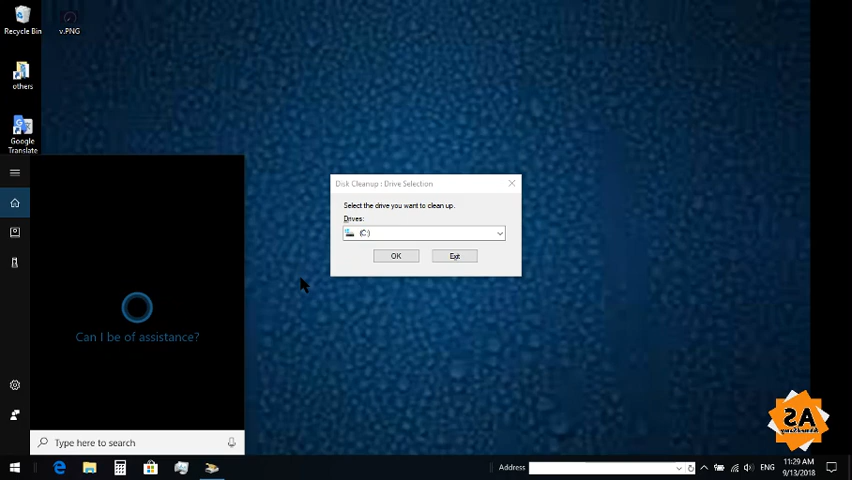 Recycle Bin
v.PNG
others
Google
Translate
Disk Cleanup : Drive Selection
Select the drive you want to clean up.
Drives:
(C:)
OK
Exit
Can I be of assistance?
Type here to search
Address
ENG
11:29 AM
9/13/2018